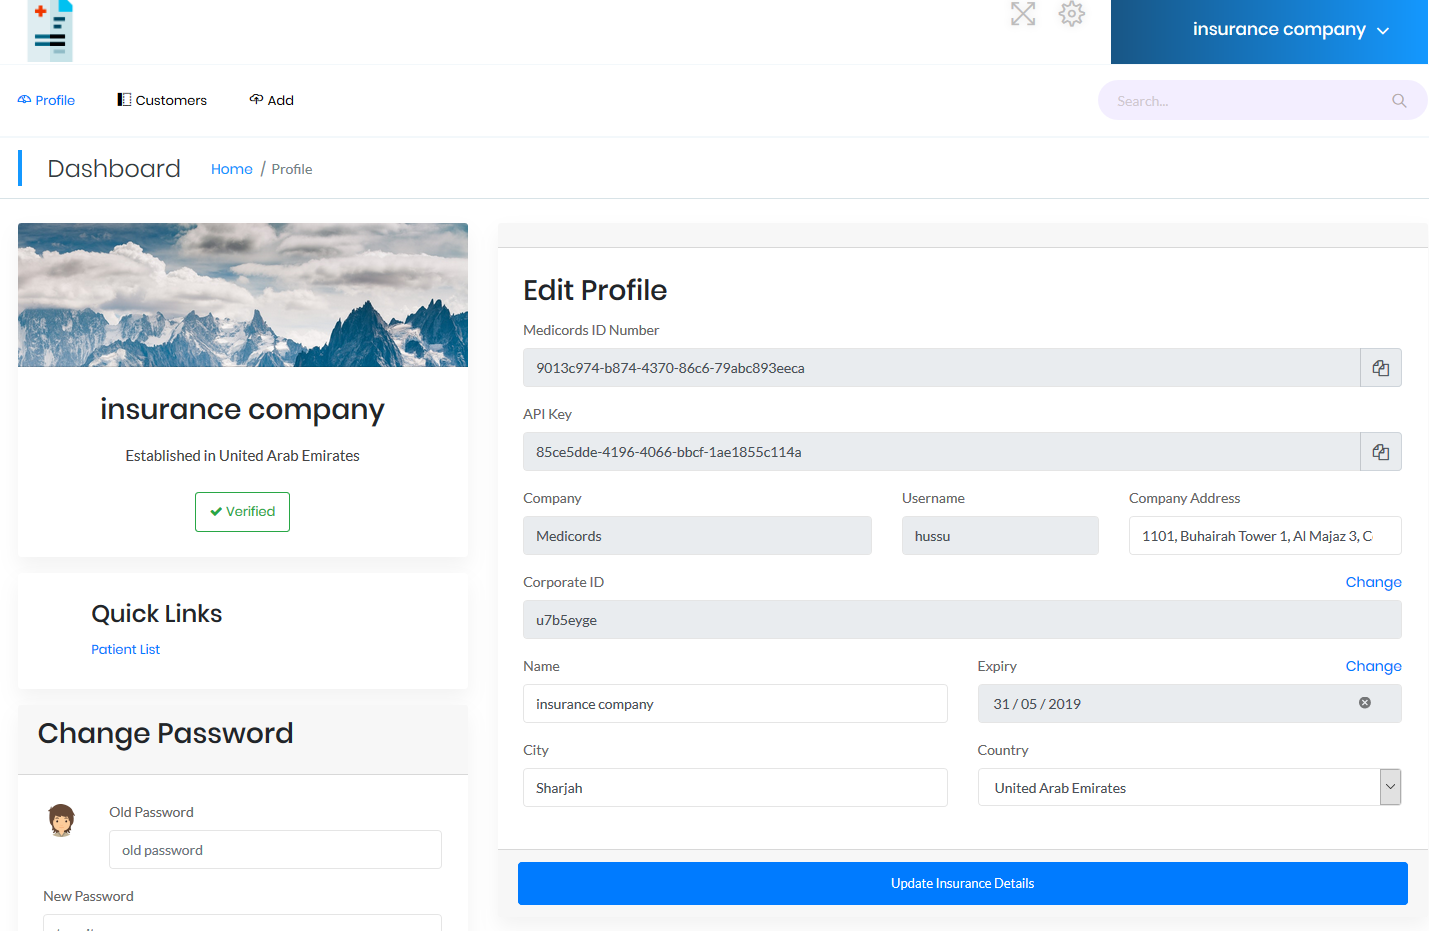 insurance company
Profile
Customers
Add
Search...
Dashboard
Home / Profile
insurance company
Established in United Arab Emirates
Verified
Quick Links
Patient List
Change Password
Old Password
old password
New Password
Edit Profile
Medicords ID Number
9013c974-b874-4370-86c6-79abc893eeca
API Key
85ce5dde-4196-4066-bbcf-1ae1855c114a
Company
Username
Company Address
Medicords
hussu
1101, Buhairah Tower 1, Al Majaz 3, C
Corporate ID
Change
u7b5eyge
Name
Expiry
Change
insurance company
31 / 05 / 2019
City
Country
Sharjah
United Arab Emirates
Update Insurance Details